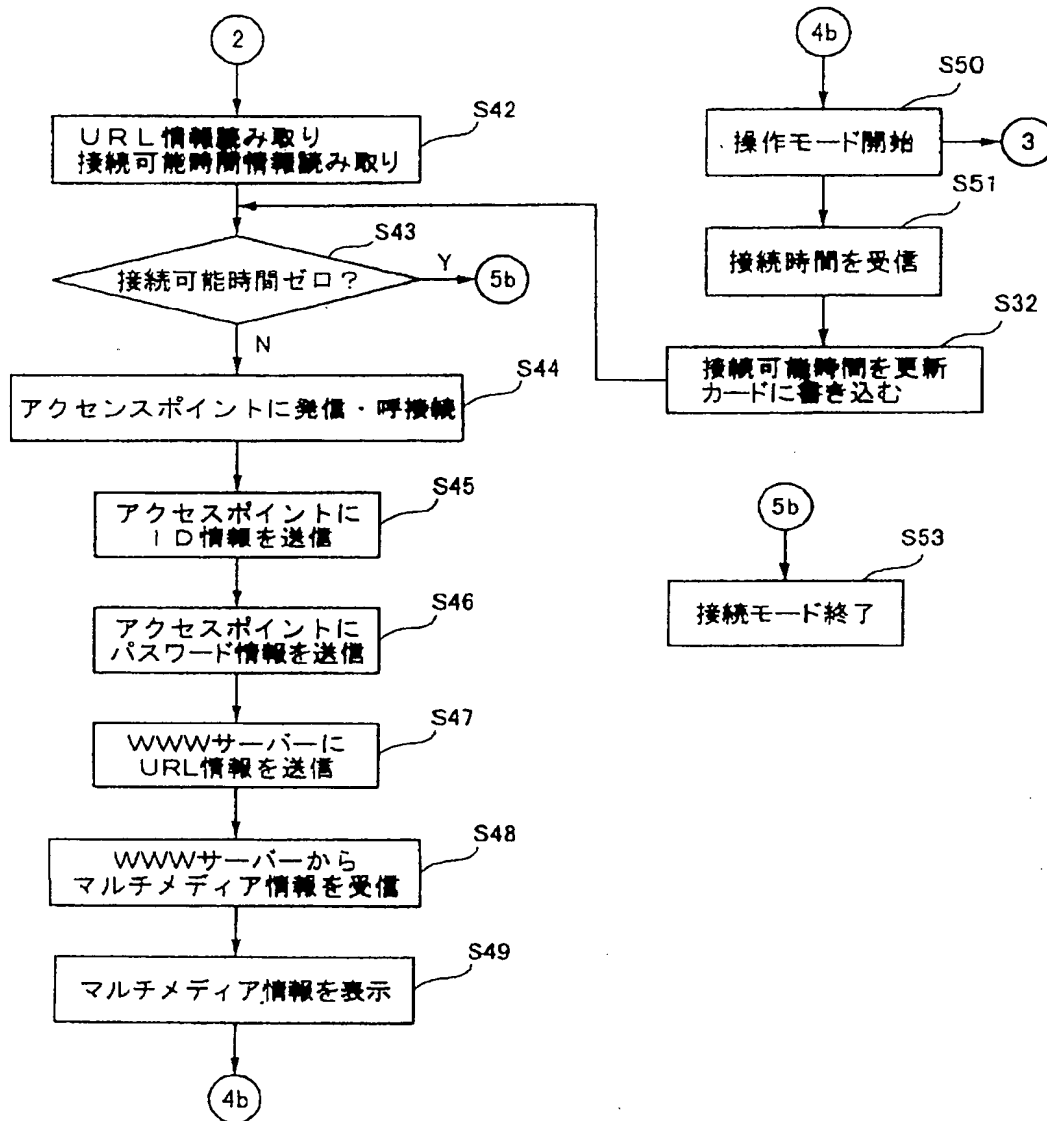 2
S42
URL情報読み取り
接続可能時間情報読み取り
S43
接続可能時間ゼロ？
Y
5b
N
S44
アクセンスポイントに発信・呼接続
S45
アクセスポイントに
ID情報を送信
S46
アクセスポイントに
パスワード情報を送信
S47
WWWサーバーに
URL情報を送信
S48
WWWサーバーから
マルチメディア情報を受信
S49
マルチメディア情報を表示
4b
4b
S50
操作モード開始
3
S51
接続時間を受信
S32
接続可能時間を更新
カードに書き込む
5b
S53
接続モード終了